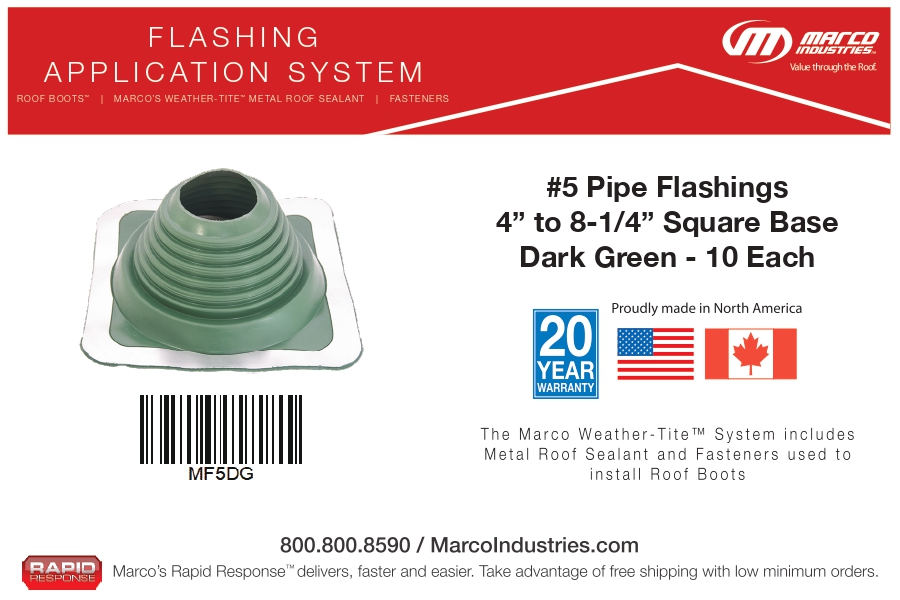 FLASHING
APPLICATION SYSTEM
ROOF BOOTS™ | MARCO'S WEATHER-TITE™ METAL ROOF SEALANT | FASTENERS
MARCO
INDUSTRIES™
Value through the Roof.
#5 Pipe Flashings
4” to 8-1/4” Square Base
Dark Green - 10 Each
Proudly made in North America
20
YEAR
WARRANTY
MF5DG
The Marco Weather-Tite™ System includes
Metal Roof Sealant and Fasteners used to
install Roof Boots
800.800.8590 / MarcoIndustries.com
RAPID
RESPONSE
Marco's Rapid Response™ delivers, faster and easier. Take advantage of free shipping with low minimum orders.